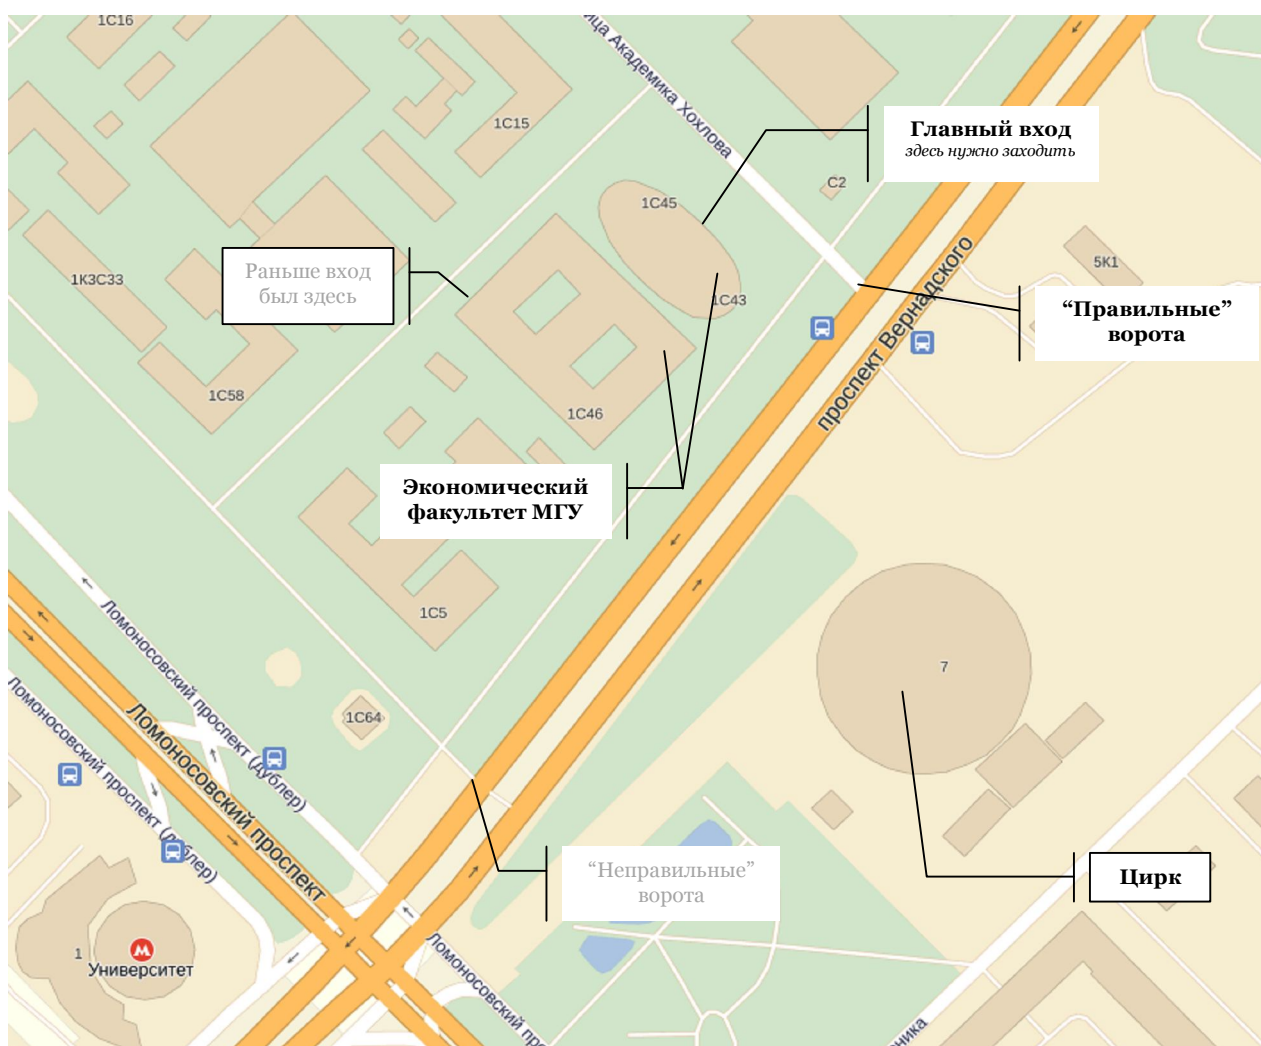 1С16
ица Академика Хохлова
1С15
Главный вход
здесь нужно заходить
С2
1С45
Раньше вход
был здесь
1К3С33
1С43
5К1
"Правильные"
ворота
проспект Вернадского
1С58
1С46
Экономический
факультет МГУ
1С5
Ломоносовский проспект (дублер)
7
1С64
Ломоносовский проспект (дублер)
Ломоносовский проспект
"Неправильные"
ворота
Цирк
1
М
Университет
Ломоносовский про
ника